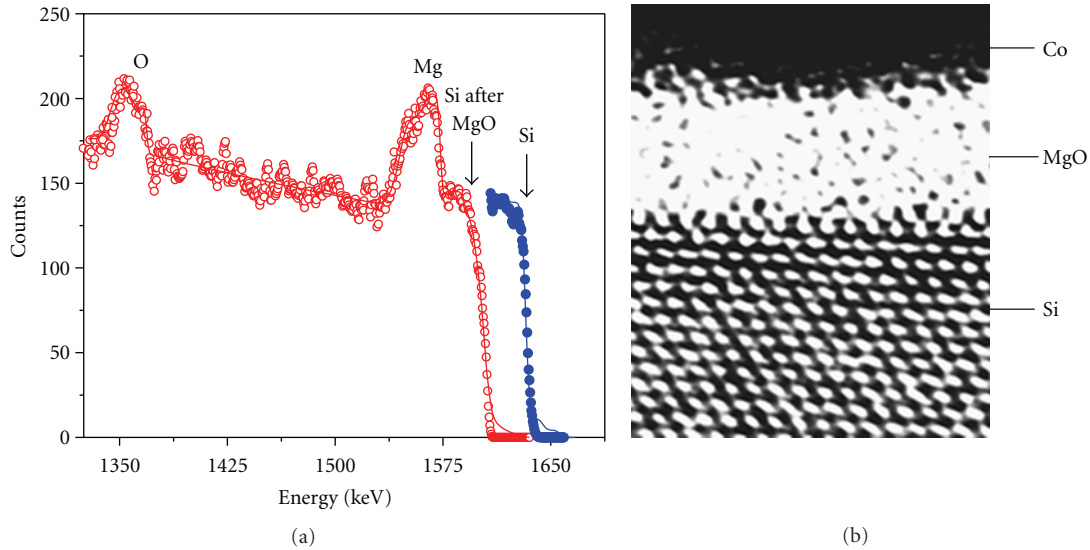 250
200
150
100
50
0
Counts
O
Mg
Si after
MgO
Si
1350
1425
1500
1575
1650
Energy (keV)
(a)
Co
MgO
Si
(b)